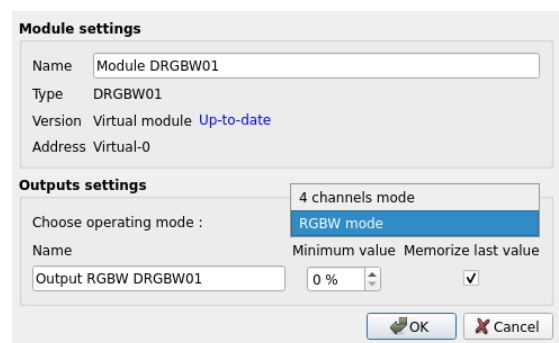 Module settings
Name Module DRGBW01
Type DRGBW01
Version Virtual module Up-to-date
Address Virtual-0
Outputs settings
4 channels mode
Choose operating mode : RGBW mode
Name Minimum value Memorize last value
Output RGBW DRGBW01 0 %
OK Cancel